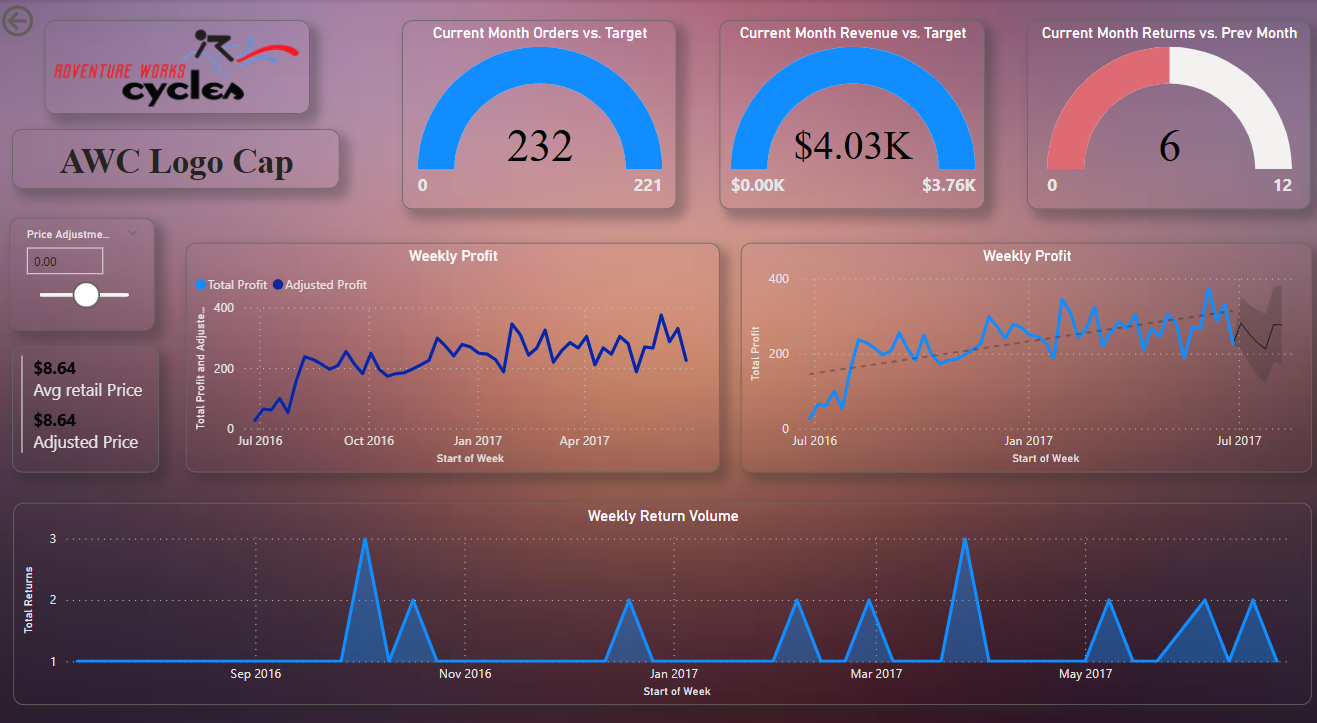 ADVENTURE WORKS
cycles
AWC Logo Cap
Current Month Orders vs. Target
232
0
221
Current Month Revenue vs. Target
$4.03K
$0.00K
$3.76K
Current Month Returns vs. Prev Month
6
0
12
Price Adjustme...
0.00
$8.64
Avg retail Price
$8.64
Adjusted Price
Weekly Profit
Total Profit
Adjusted Profit
Total Profit and Adjuste...
400
200
0
Jul 2016
Oct 2016
Jan 2017
Apr 2017
Start of Week
Weekly Profit
Total Profit
400
200
0
Jul 2016
Jan 2017
Jul 2017
Start of Week
Weekly Return Volume
Total Returns
3
2
1
Sep 2016
Nov 2016
Jan 2017
Mar 2017
May 2017
Start of Week